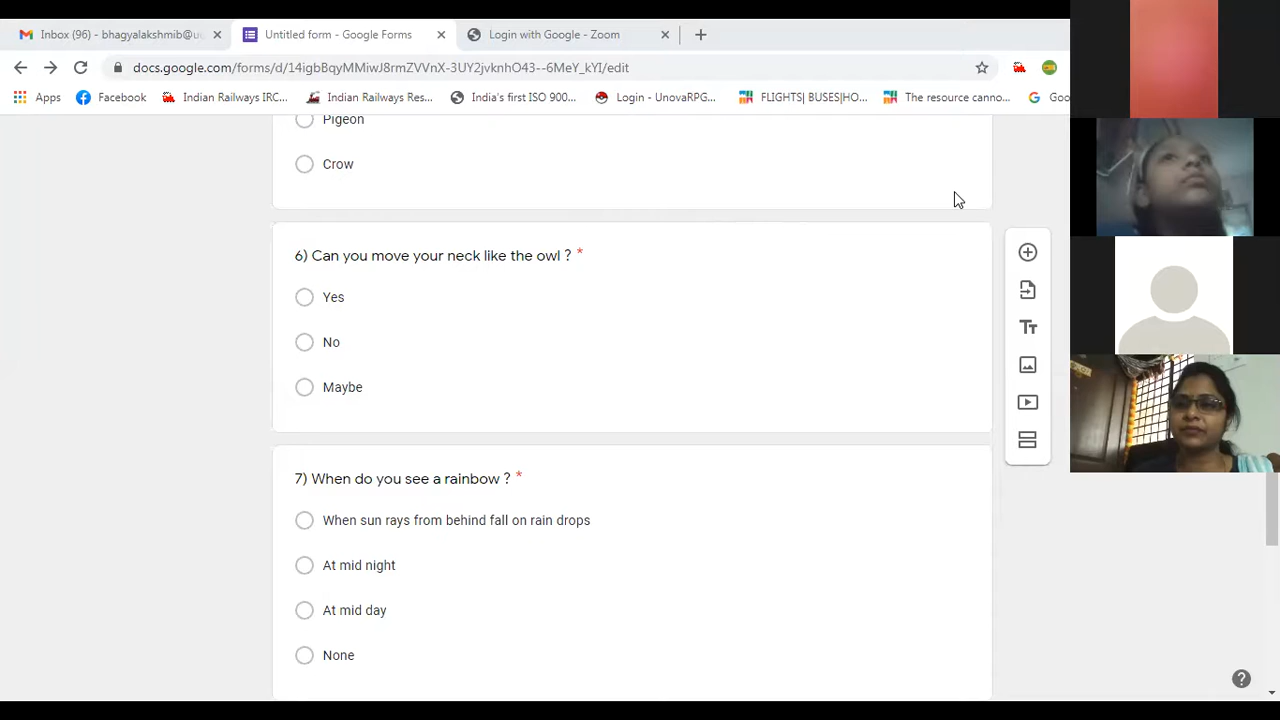 Inbox (96) - bhagyalakshmib@u
Untitled form - Google Forms
Login with Google - Zoom
docs.google.com/forms/d/14igbBqvMMiwJ8rmZVVnX-3UY2jvknhO43--6MeY_kYI/edit
Apps
Facebook
Indian Railways IRC...
Indian Railways Res...
India's first ISO 900...
Login - UnovaRPG...
FLIGHTS| BUSES|HO...
The resource canno...
Goo
Pigeon
Crow
6) Can you move your neck like the owl ? *
Yes
No
Maybe
7) When do you see a rainbow ? *
When sun rays from behind fall on rain drops
At mid night
At mid day
None